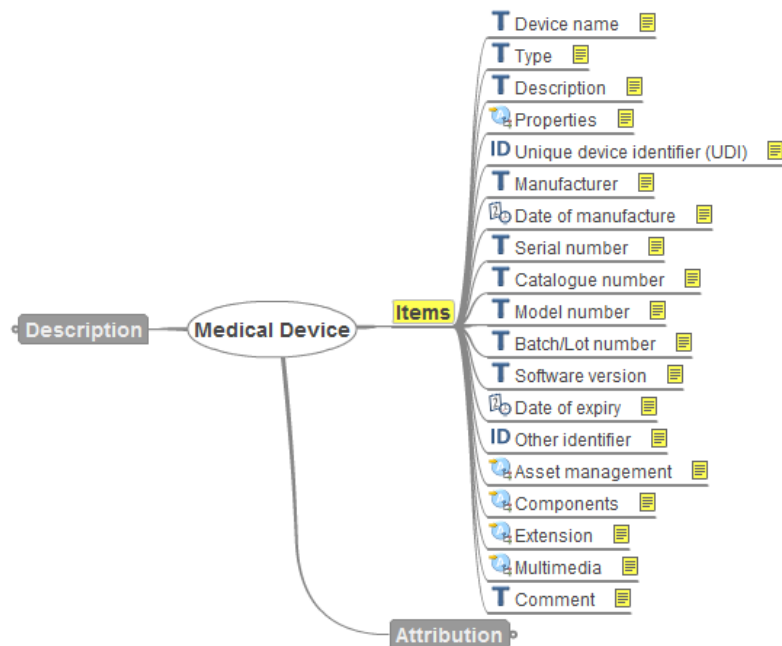 Device name
Type
Description
Properties
ID Unique device identifier (UDI)
Manufacturer
Date of manufacture
Serial number
Catalogue number
Items
Model number
Description
Medical Device
Batch/Lot number
Software version
Date of expiry
ID Other identifier
Asset management
Components
Extension
Multimedia
Comment
Attribution